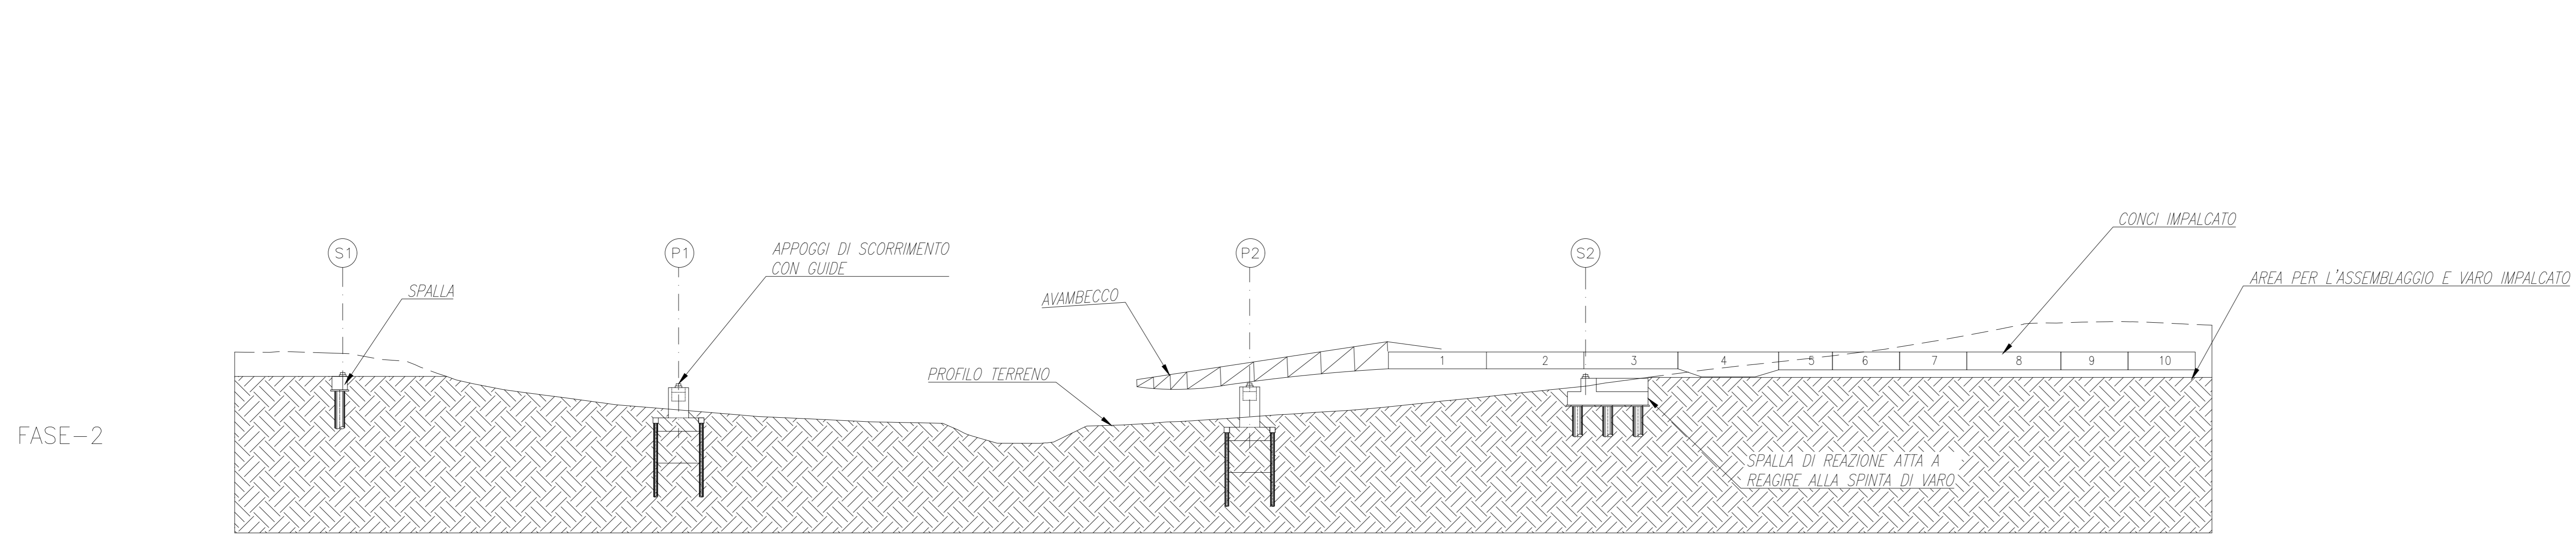 CONCI IMPALCATO
S1
P1
APPOGGI DI SCORRIMENTO
CON GUIDE
P2
S2
AREA PER L'ASSEMBLAGGIO E VARO IMPALCATO
SPALLA
AVAMBECCO
1 2 3 4 5 6 7 8 9 10
PROFILO TERRENO
FASE-2
SPALLA DI REAZIONE ATTA A
REAGIRE ALLA SPINTA DI VARO